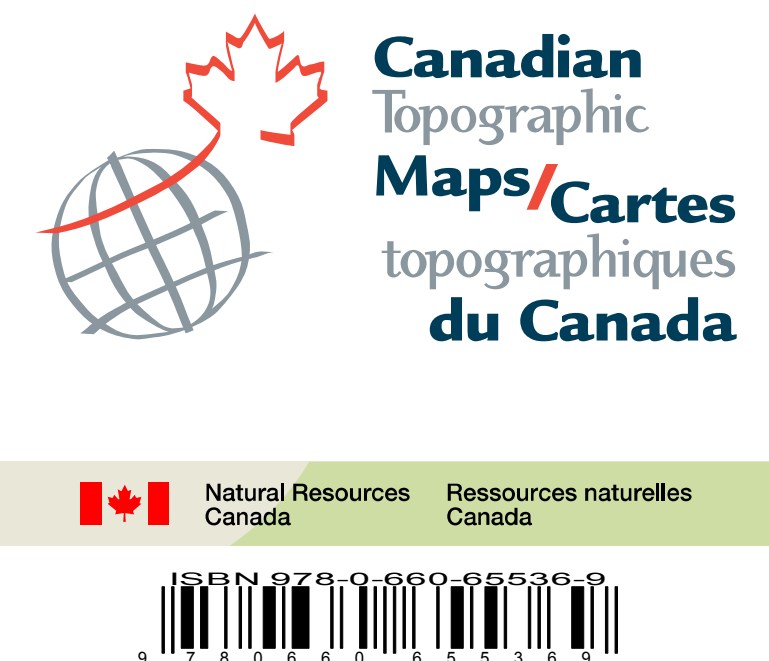 Canadian
Topographic
Maps/Cartes
topographiques
du Canada
Natural Resources
Canada
Ressources naturelles
Canada
ISBN 978-0-660-65536-9
9 780660 655369